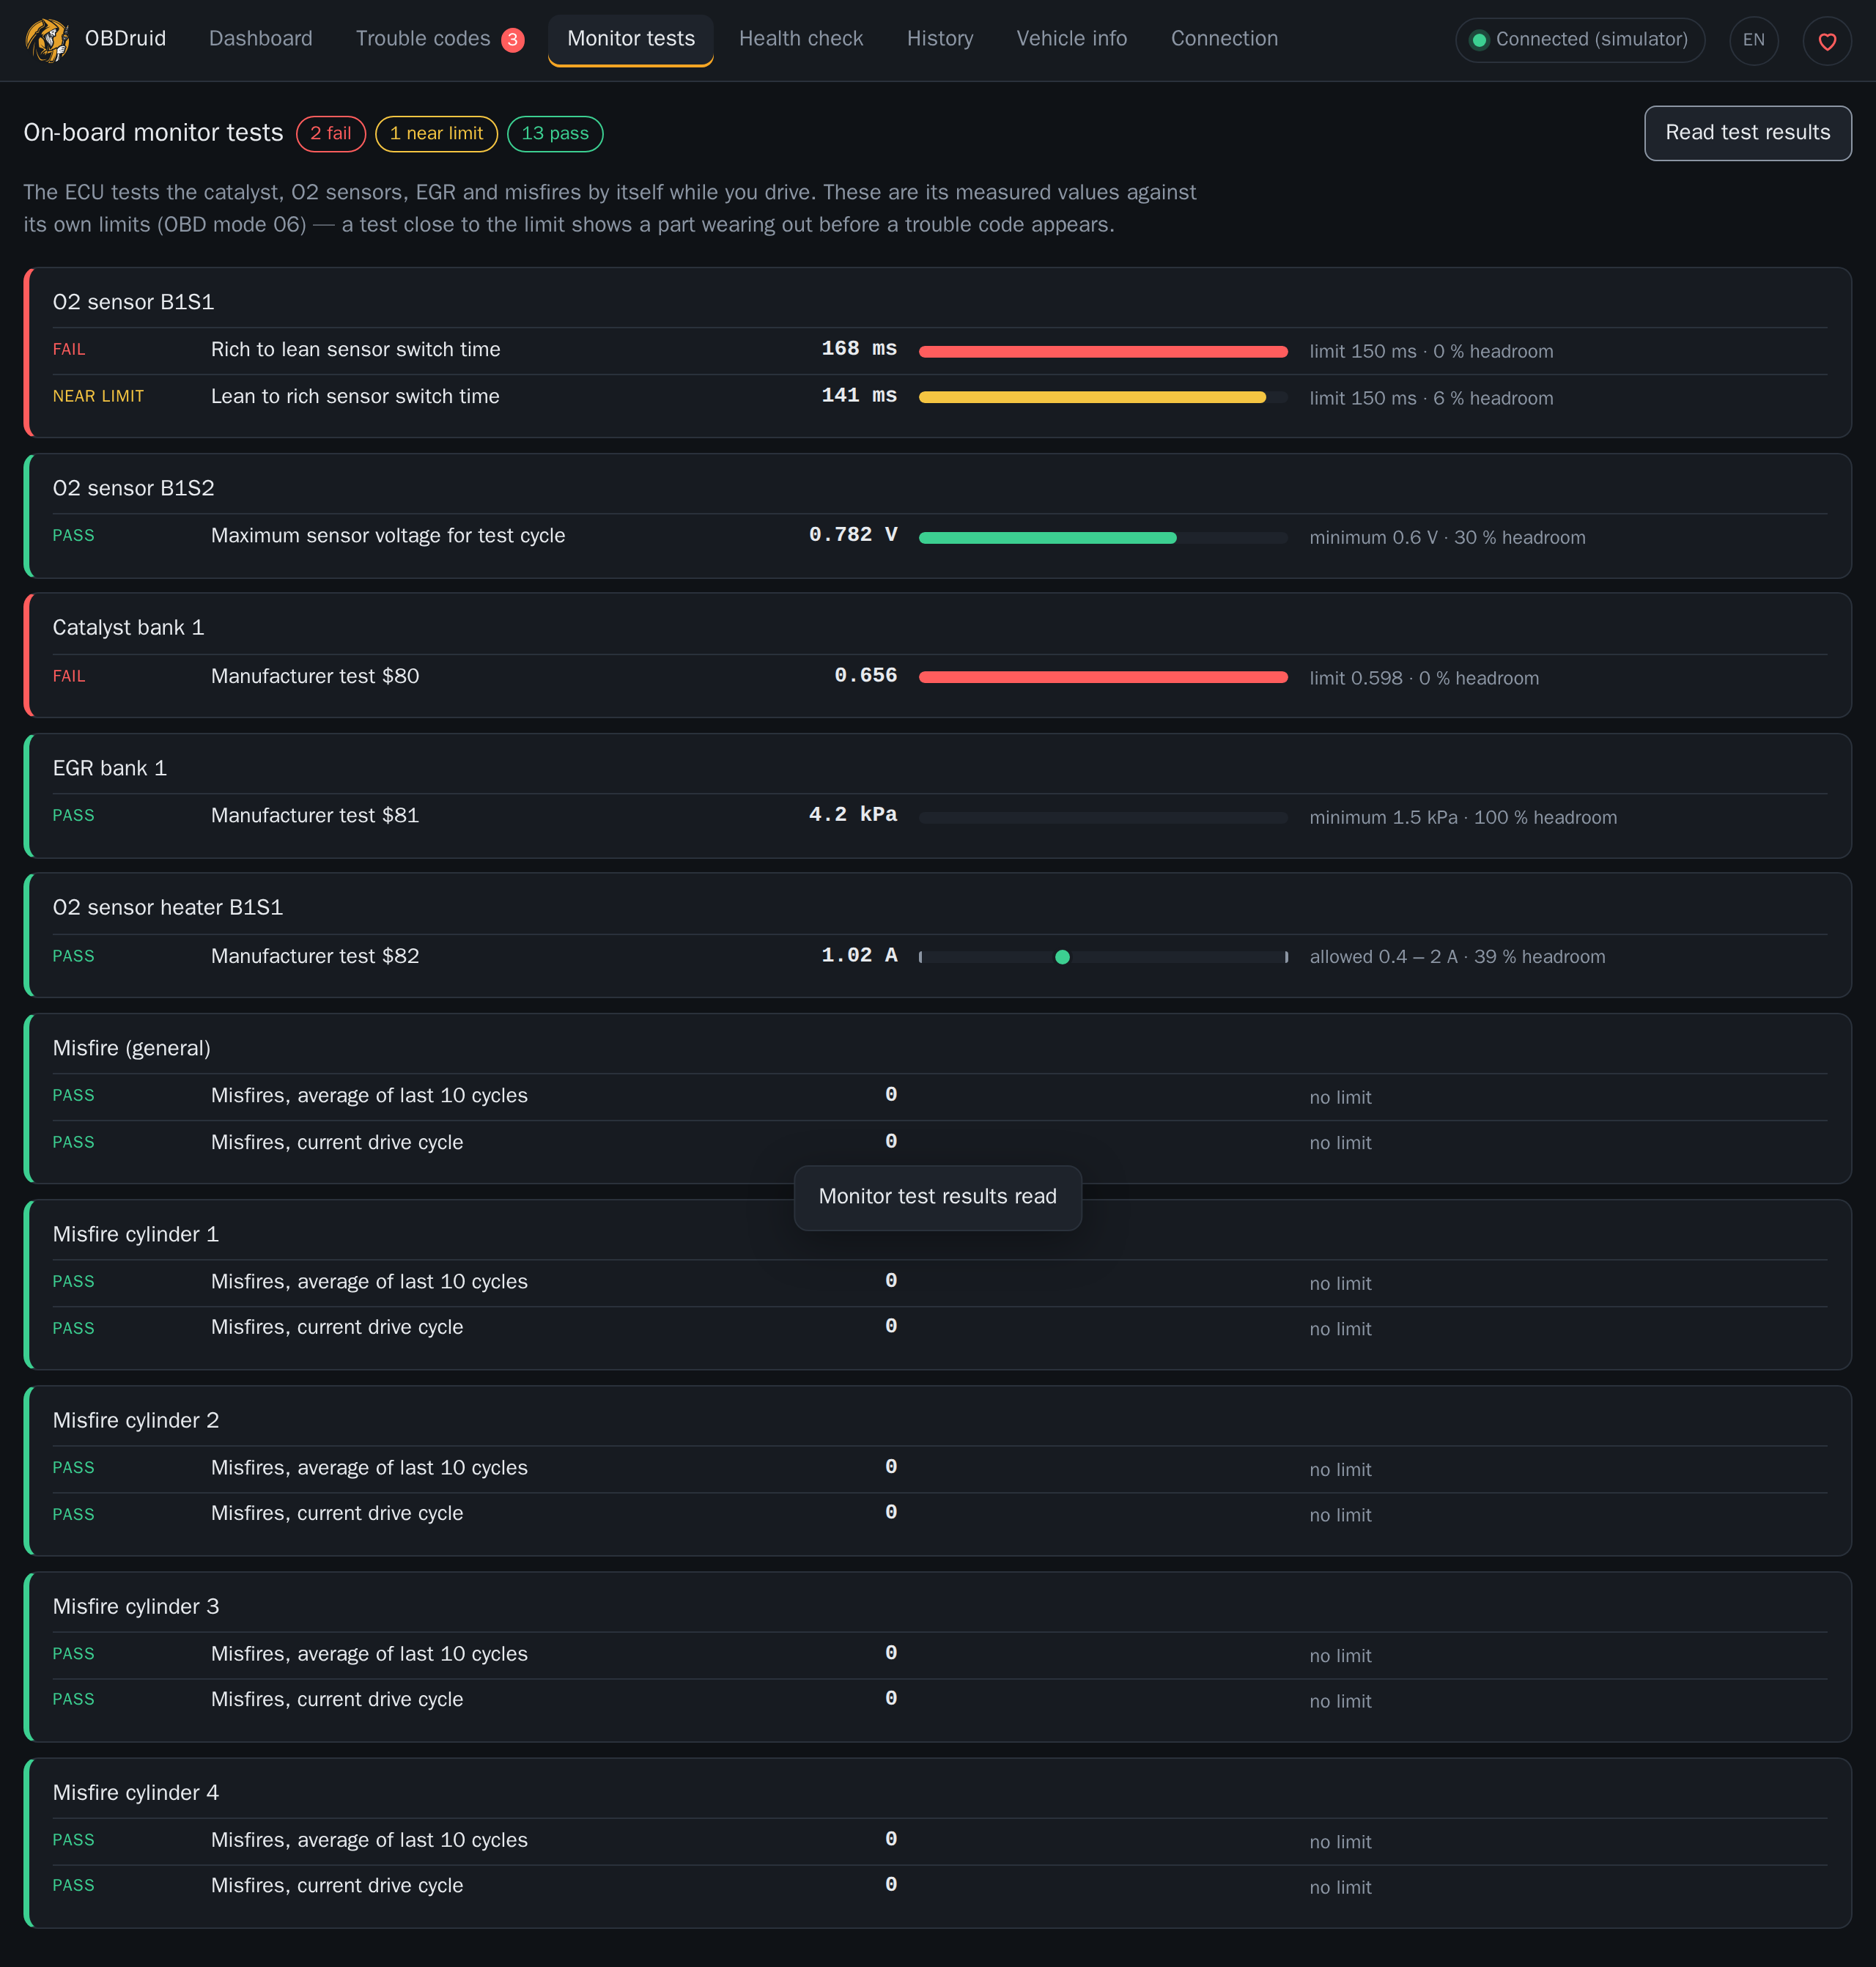 OBDruid Dashboard Trouble codes 3 Monitor tests Health check History Vehicle info Connection Connected (simulator) EN
On-board monitor tests 2 fail 1 near limit 13 pass Read test results
The ECU tests the catalyst, O2 sensors, EGR and misfires by itself while you drive. These are its measured values against
its own limits (OBD mode 06) — a test close to the limit shows a part wearing out before a trouble code appears.
O2 sensor B1S1
FAIL Rich to lean sensor switch time 168 ms limit 150 ms · 0 % headroom
NEAR LIMIT Lean to rich sensor switch time 141 ms limit 150 ms · 6 % headroom
O2 sensor B1S2
PASS Maximum sensor voltage for test cycle 0.782 V minimum 0.6 V · 30 % headroom
Catalyst bank 1
FAIL Manufacturer test $80 0.656 limit 0.598 · 0 % headroom
EGR bank 1
PASS Manufacturer test $81 4.2 kPa minimum 1.5 kPa · 100 % headroom
O2 sensor heater B1S1
PASS Manufacturer test $82 1.02 A allowed 0.4 – 2 A · 39 % headroom
Misfire (general)
PASS Misfires, average of last 10 cycles 0 no limit
PASS Misfires, current drive cycle 0 no limit
Monitor test results read
Misfire cylinder 1
PASS Misfires, average of last 10 cycles 0 no limit
PASS Misfires, current drive cycle 0 no limit
Misfire cylinder 2
PASS Misfires, average of last 10 cycles 0 no limit
PASS Misfires, current drive cycle 0 no limit
Misfire cylinder 3
PASS Misfires, average of last 10 cycles 0 no limit
PASS Misfires, current drive cycle 0 no limit
Misfire cylinder 4
PASS Misfires, average of last 10 cycles 0 no limit
PASS Misfires, current drive cycle 0 no limit